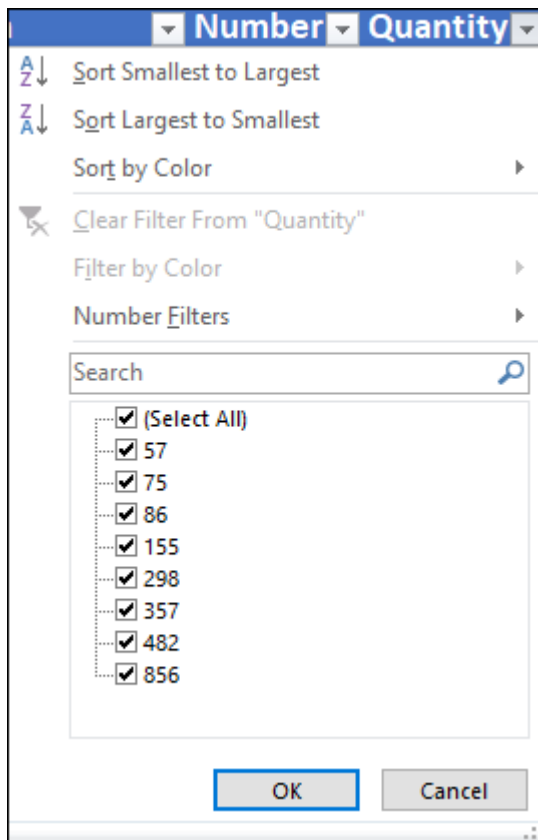 Number Quantity
Sort Smallest to Largest
Sort Largest to Smallest
Sort by Color
Clear Filter From "Quantity"
Filter by Color
Number Filters
Search
(Select All)
57
75
86
155
298
357
482
856
OK Cancel